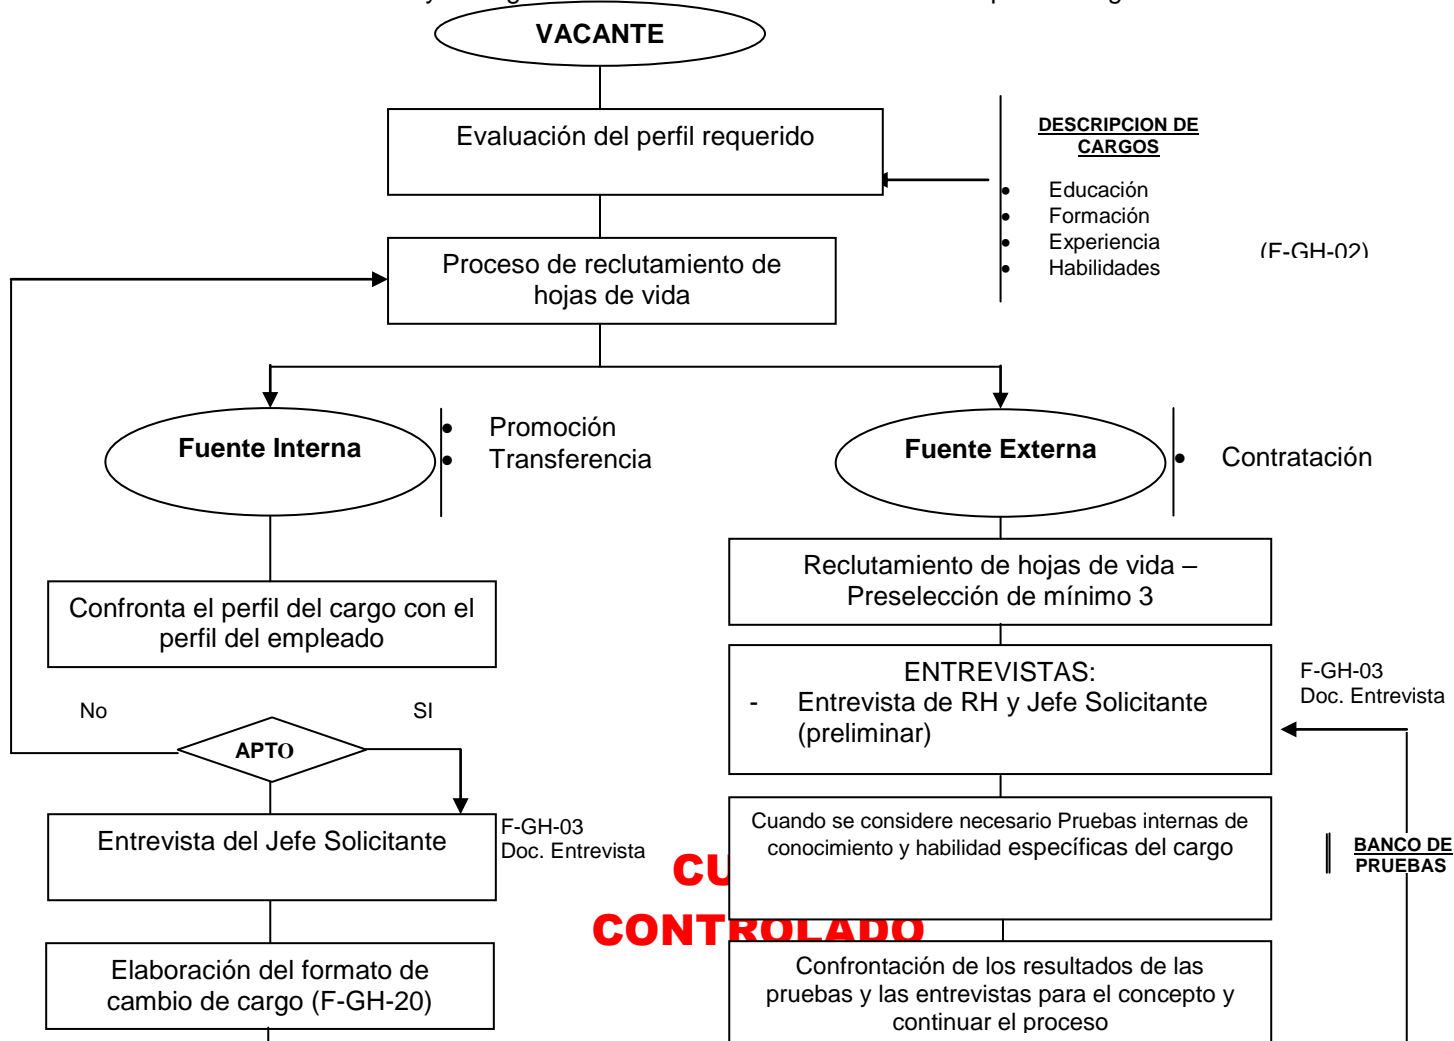 VACANTE
Evaluación del perfil requerido
DESCRIPCION DE
CARGOS
• Educación
• Formación
• Experiencia
• Habilidades
(F-GH-02)
Proceso de reclutamiento de
hojas de vida
Fuente Interna
• Promoción
• Transferencia
Fuente Externa
• Contratación
Confronta el perfil del cargo con el
perfil del empleado
Reclutamiento de hojas de vida –
Preselección de mínimo 3
ENTREVISTAS:
- Entrevista de RH y Jefe Solicitante
(preliminar)
F-GH-03
Doc. Entrevista
No
SI
APTO
Entrevista del Jefe Solicitante
F-GH-03
Doc. Entrevista
Cuando se considere necesario Pruebas internas de
conocimiento y habilidad específicas del cargo
BANCO DE
PRUEBAS
CONTROLADO
Elaboración del formato de
cambio de cargo (F-GH-20)
Confrontación de los resultados de las
pruebas y las entrevistas para el concepto y
continuar el proceso